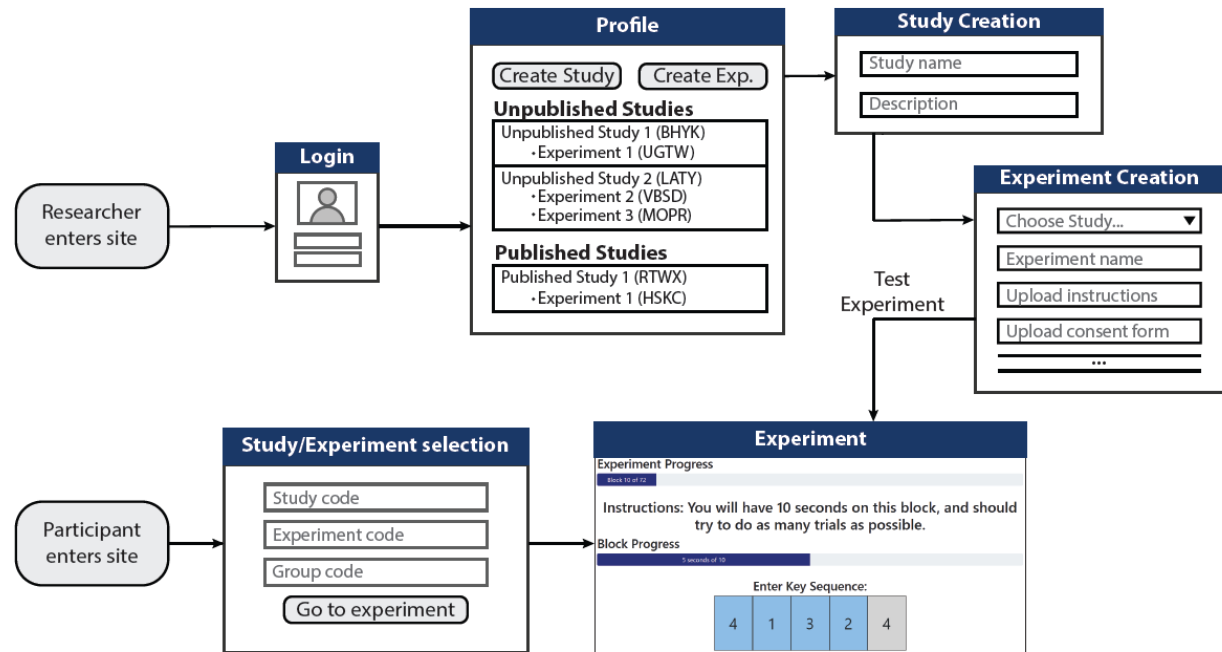 Researcher
enters site
Login
Profile
Create Study
Create Exp.
Unpublished Studies
Unpublished Study 1 (BHYK)
•Experiment 1 (UGTW)
Unpublished Study 2 (LATY)
•Experiment 2 (VBSD)
•Experiment 3 (MOPR)
Published Studies
Published Study 1 (RTWX)
•Experiment 1 (HSKC)
Study Creation
Study name
Description
Experiment Creation
Choose Study...
Experiment name
Upload instructions
Upload consent form
...
Test
Experiment
Participant
enters site
Study/Experiment selection
Study code
Experiment code
Group code
Go to experiment
Experiment
Experiment Progress
Block 10 of 72
Instructions: You will have 10 seconds on this block, and should
try to do as many trials as possible.
Block Progress
5 seconds of 10
Enter Key Sequence:
4 1 3 2 4